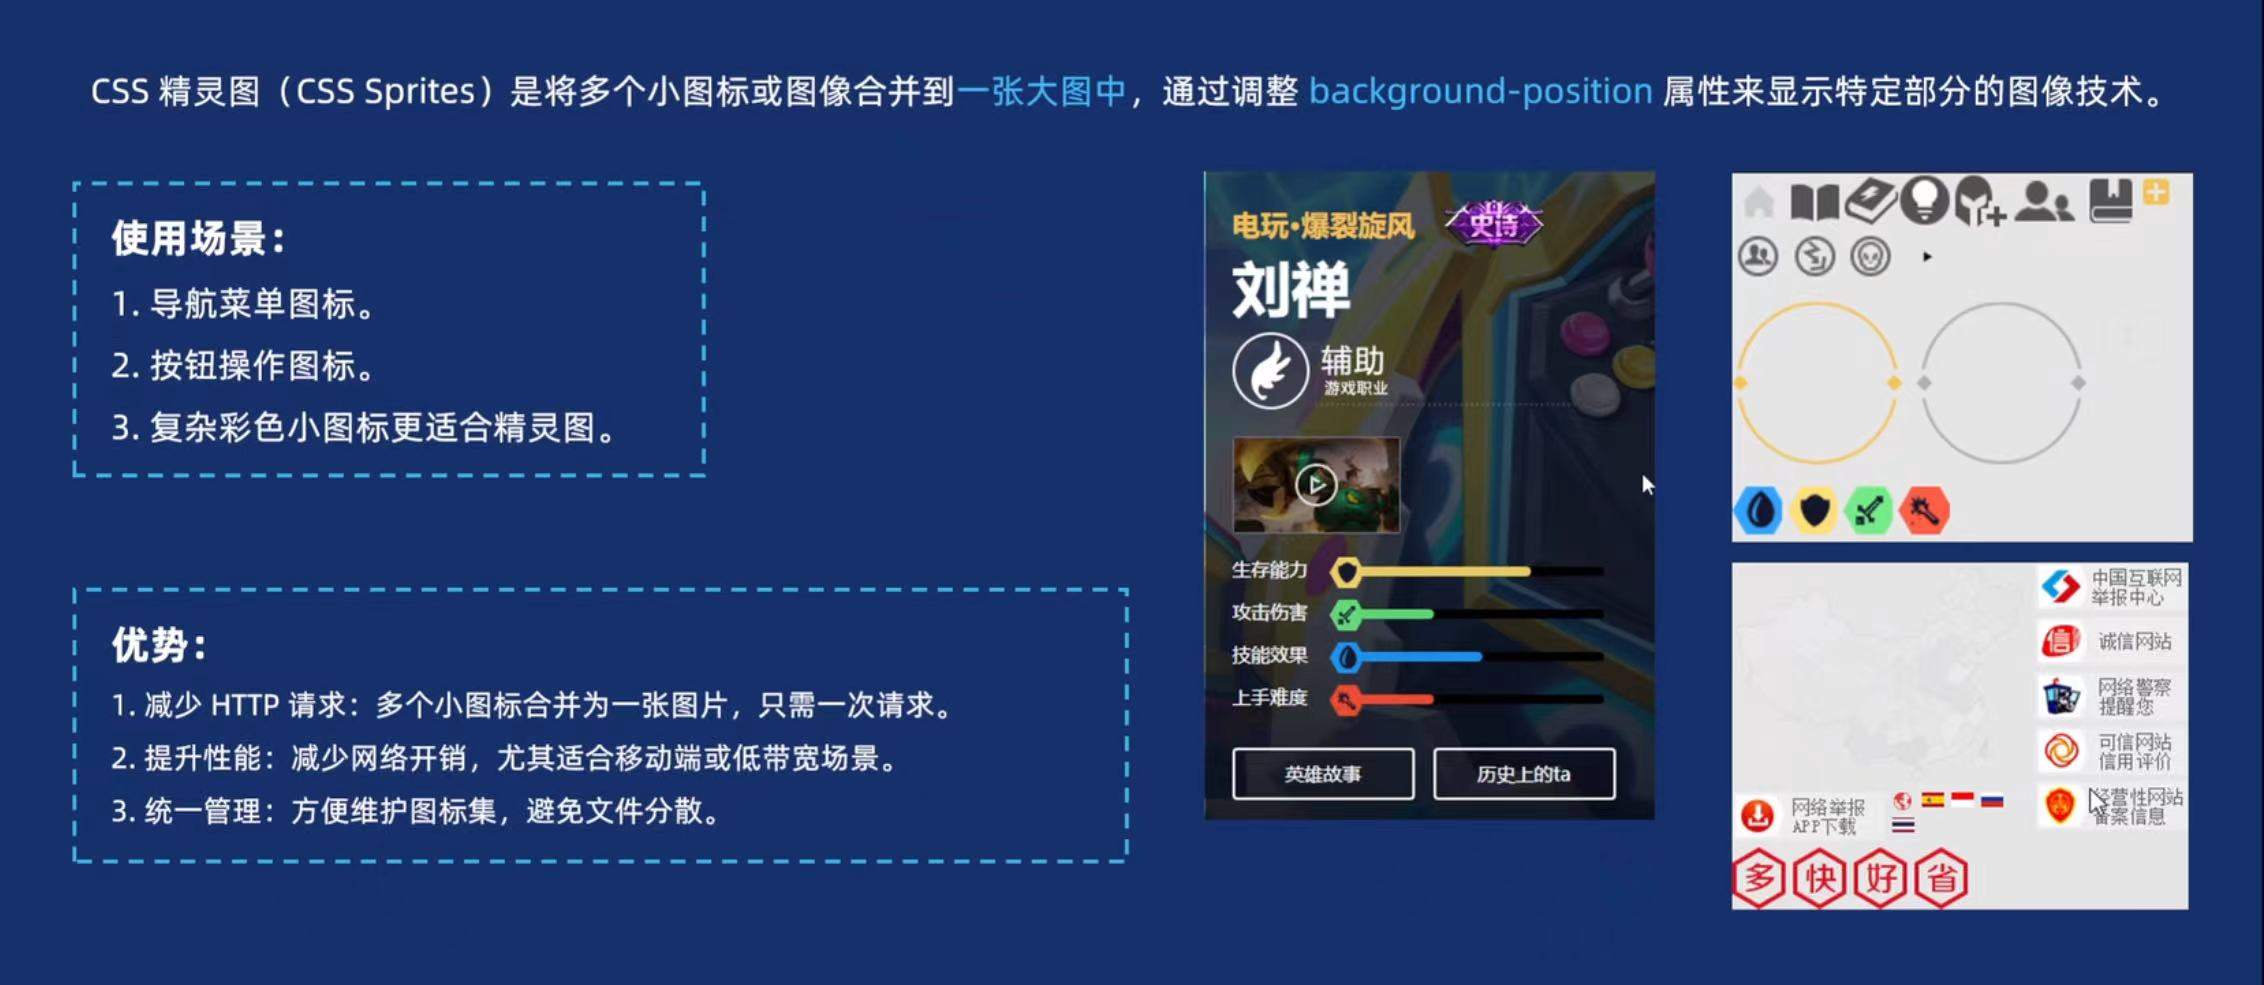 CSS 精灵图（CSS Sprites）是将多个小图标或图像合并到一张大图中，通过调整 background-position 属性来显示特定部分的图像技术。
使用场景：
1. 导航菜单图标。
2. 按钮操作图标。
3. 复杂彩色小图标更适合精灵图。
优势：
1. 减少 HTTP 请求：多个小图标合并为一张图片，只需一次请求。
2. 提升性能：减少网络开销，尤其适合移动端或低带宽场景。
3. 统一管理：方便维护图标集，避免文件分散。
电玩·爆裂旋风
史诗
刘禅
辅助
游戏职业
生存能力
攻击伤害
技能效果
上手难度
英雄故事
历史上的ta
中国互联网
举报中心
信
诚信网站
网络警察
提醒您
可信网站
信用评价
经营性网站
备案信息
网络举报
APP下载
多
快
好
省